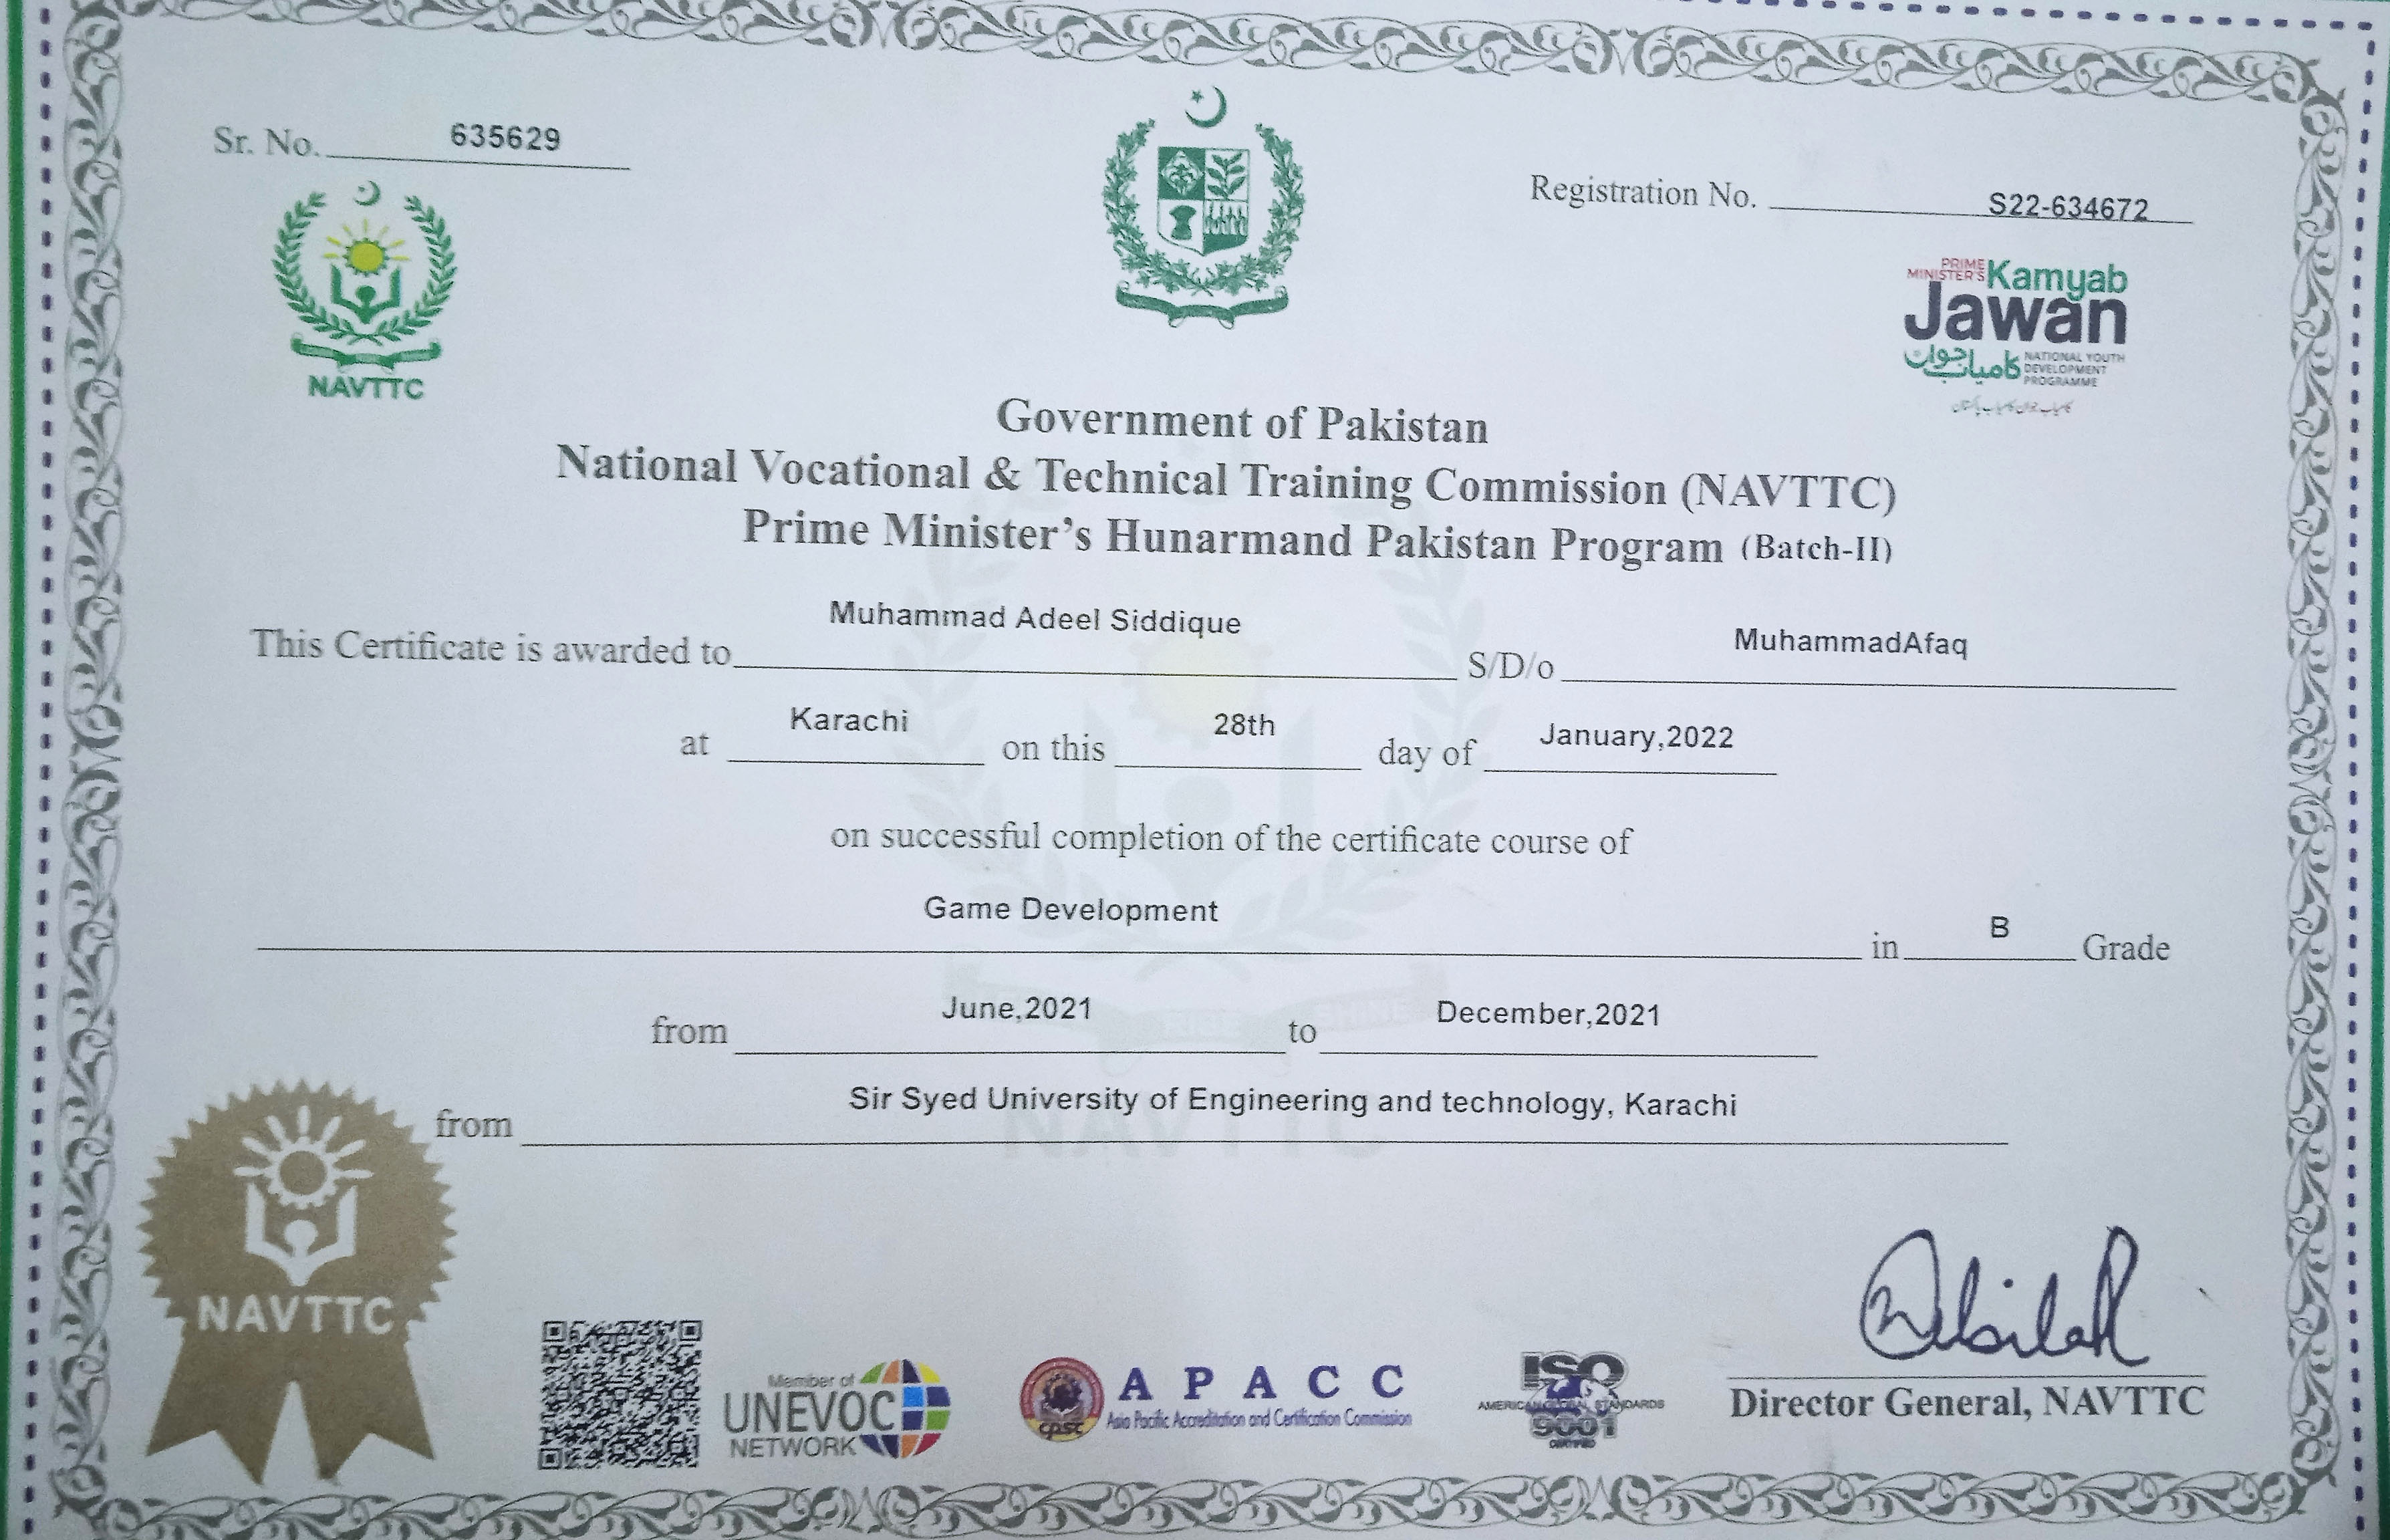 Sr. No. 635629
Registration No. S22-634672
NAVTTC
PRIME MINISTER'S Kamyab
Jawan
کامیاب جوان
NATIONAL YOUTH
DEVELOPMENT
PROGRAMME
Government of Pakistan
National Vocational & Technical Training Commission (NAVTTC)
Prime Minister's Hunarmand Pakistan Program (Batch-II)
This Certificate is awarded to Muhammad Adeel Siddique S/D/o MuhammadAfaq
at Karachi on this 28th day of January,2022
on successful completion of the certificate course of
Game Development in B Grade
from June,2021 to December,2021
from Sir Syed University of Engineering and technology, Karachi
NAVTTC
NAVTTC
Member of
UNEVOC
NETWORK
cpsc
APACC
Asia Pacific Accreditation and Certification Commission
ISO
AMERICAN GLOBAL STANDARDS
9001
CERTIFIED
Director General, NAVTTC